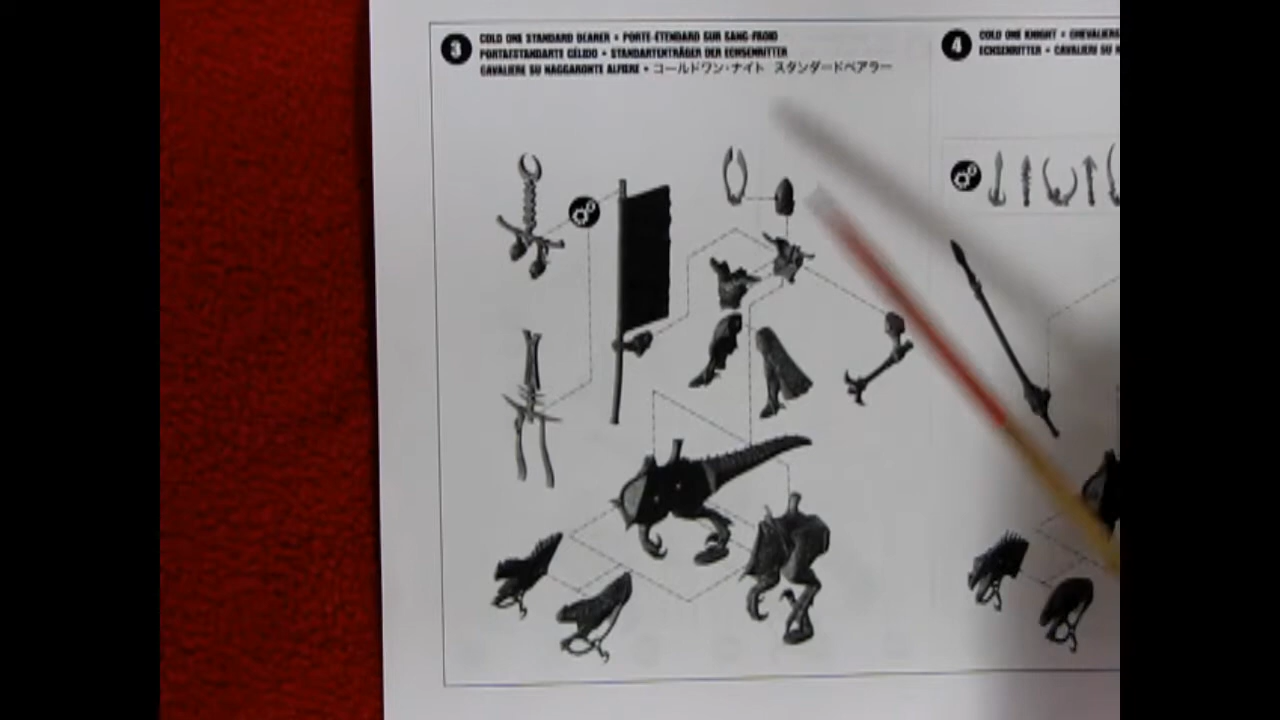 3
COLD ONE STANDARD BEARER • PORTE-ÉTENDARD SUR SANG-FROID
PORTAESTANDARTE GÉLIDO • STANDARTENTRÄGER DER ECHSENRITTER
CAVALIERE SU NAGGARONTE ALFIERE • コールドワン・ナイト スタンダードベアラー
4
COLD ONE KNIGHT • CHEVALIERS
ECHSENRITTER • CAVALIERE SU N